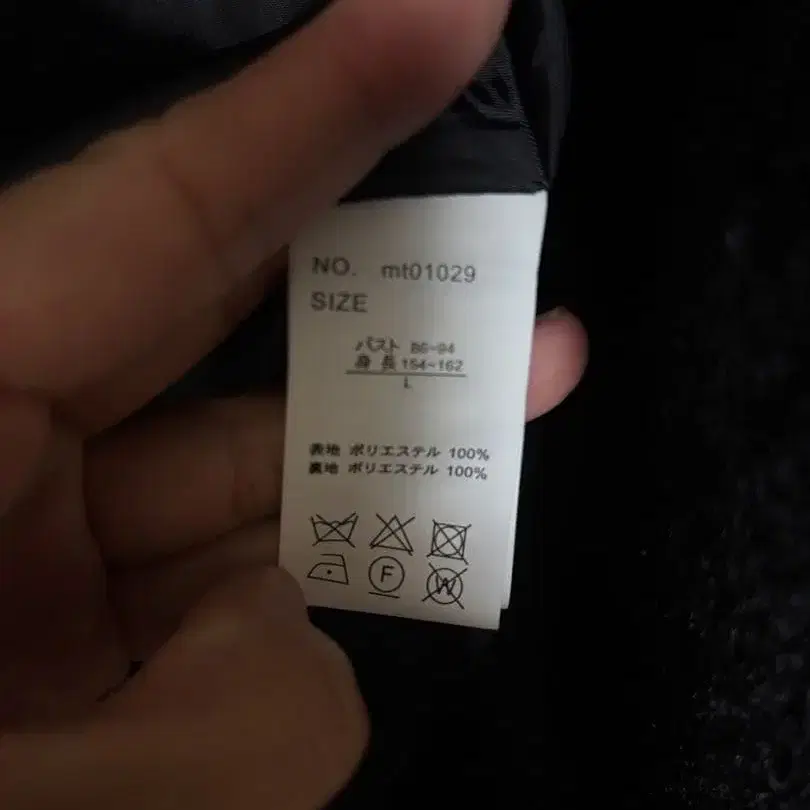 NO. mt01029
SIZE
バスト 86~94
身 長 154~162
L
表地 ポリエステル 100%
裏地 ポリエステル 100%
F
W